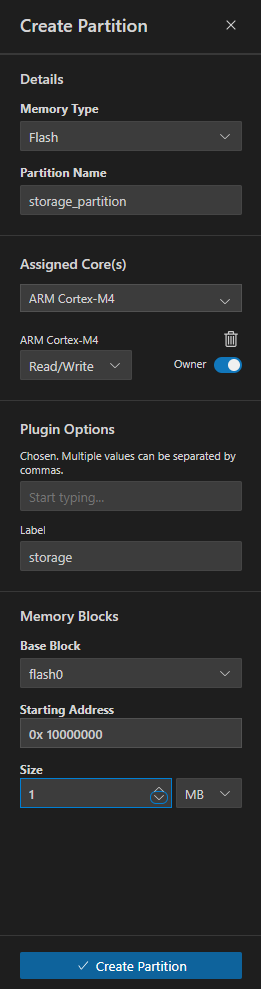 Create Partition
Details
Memory Type
Flash
Partition Name
storage_partition
Assigned Core(s)
ARM Cortex-M4
ARM Cortex-M4
Read/Write
Owner
Plugin Options
Chosen. Multiple values can be separated by
commas.
Start typing...
Label
storage
Memory Blocks
Base Block
flash0
Starting Address
0x 10000000
Size
1
MB
Create Partition